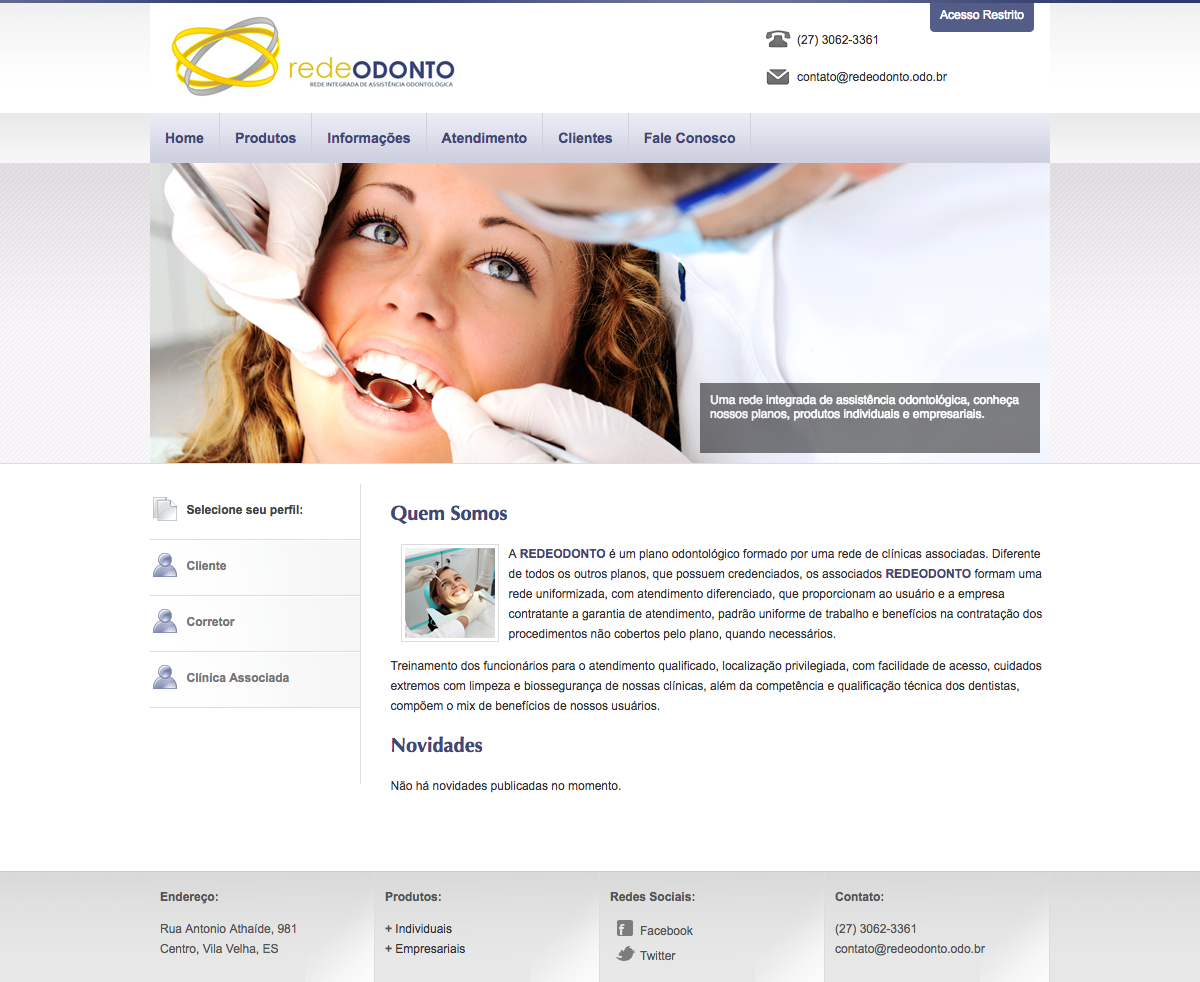 Acesso Restrito
(27) 3062-3361
redeODONTO
REDE INTEGRADA DE ASSISTÊNCIA ODONTOLÓGICA
contato@redeodonto.odo.br
Home Produtos Informações Atendimento Clientes Fale Conosco
Uma rede integrada de assistência odontológica, conheça
nossos planos, produtos individuais e empresariais.
Selecione seu perfil:
Cliente
Corretor
Clínica Associada
Quem Somos
A REDEODONTO é um plano odontológico formado por uma rede de clínicas associadas. Diferente
de todos os outros planos, que possuem credenciados, os associados REDEODONTO formam uma
rede uniformizada, com atendimento diferenciado, que proporcionam ao usuário e a empresa
contratante a garantia de atendimento, padrão uniforme de trabalho e benefícios na contratação dos
procedimentos não cobertos pelo plano, quando necessários.
Treinamento dos funcionários para o atendimento qualificado, localização privilegiada, com facilidade de acesso, cuidados
extremos com limpeza e biossegurança de nossas clínicas, além da competência e qualificação técnica dos dentistas,
compõem o mix de benefícios de nossos usuários.
Novidades
Não há novidades publicadas no momento.
Endereço:
Rua Antonio Athaíde, 981
Centro, Vila Velha, ES
Produtos:
+ Individuais
+ Empresariais
Redes Sociais:
Facebook
Twitter
Contato:
(27) 3062-3361
contato@redeodonto.odo.br